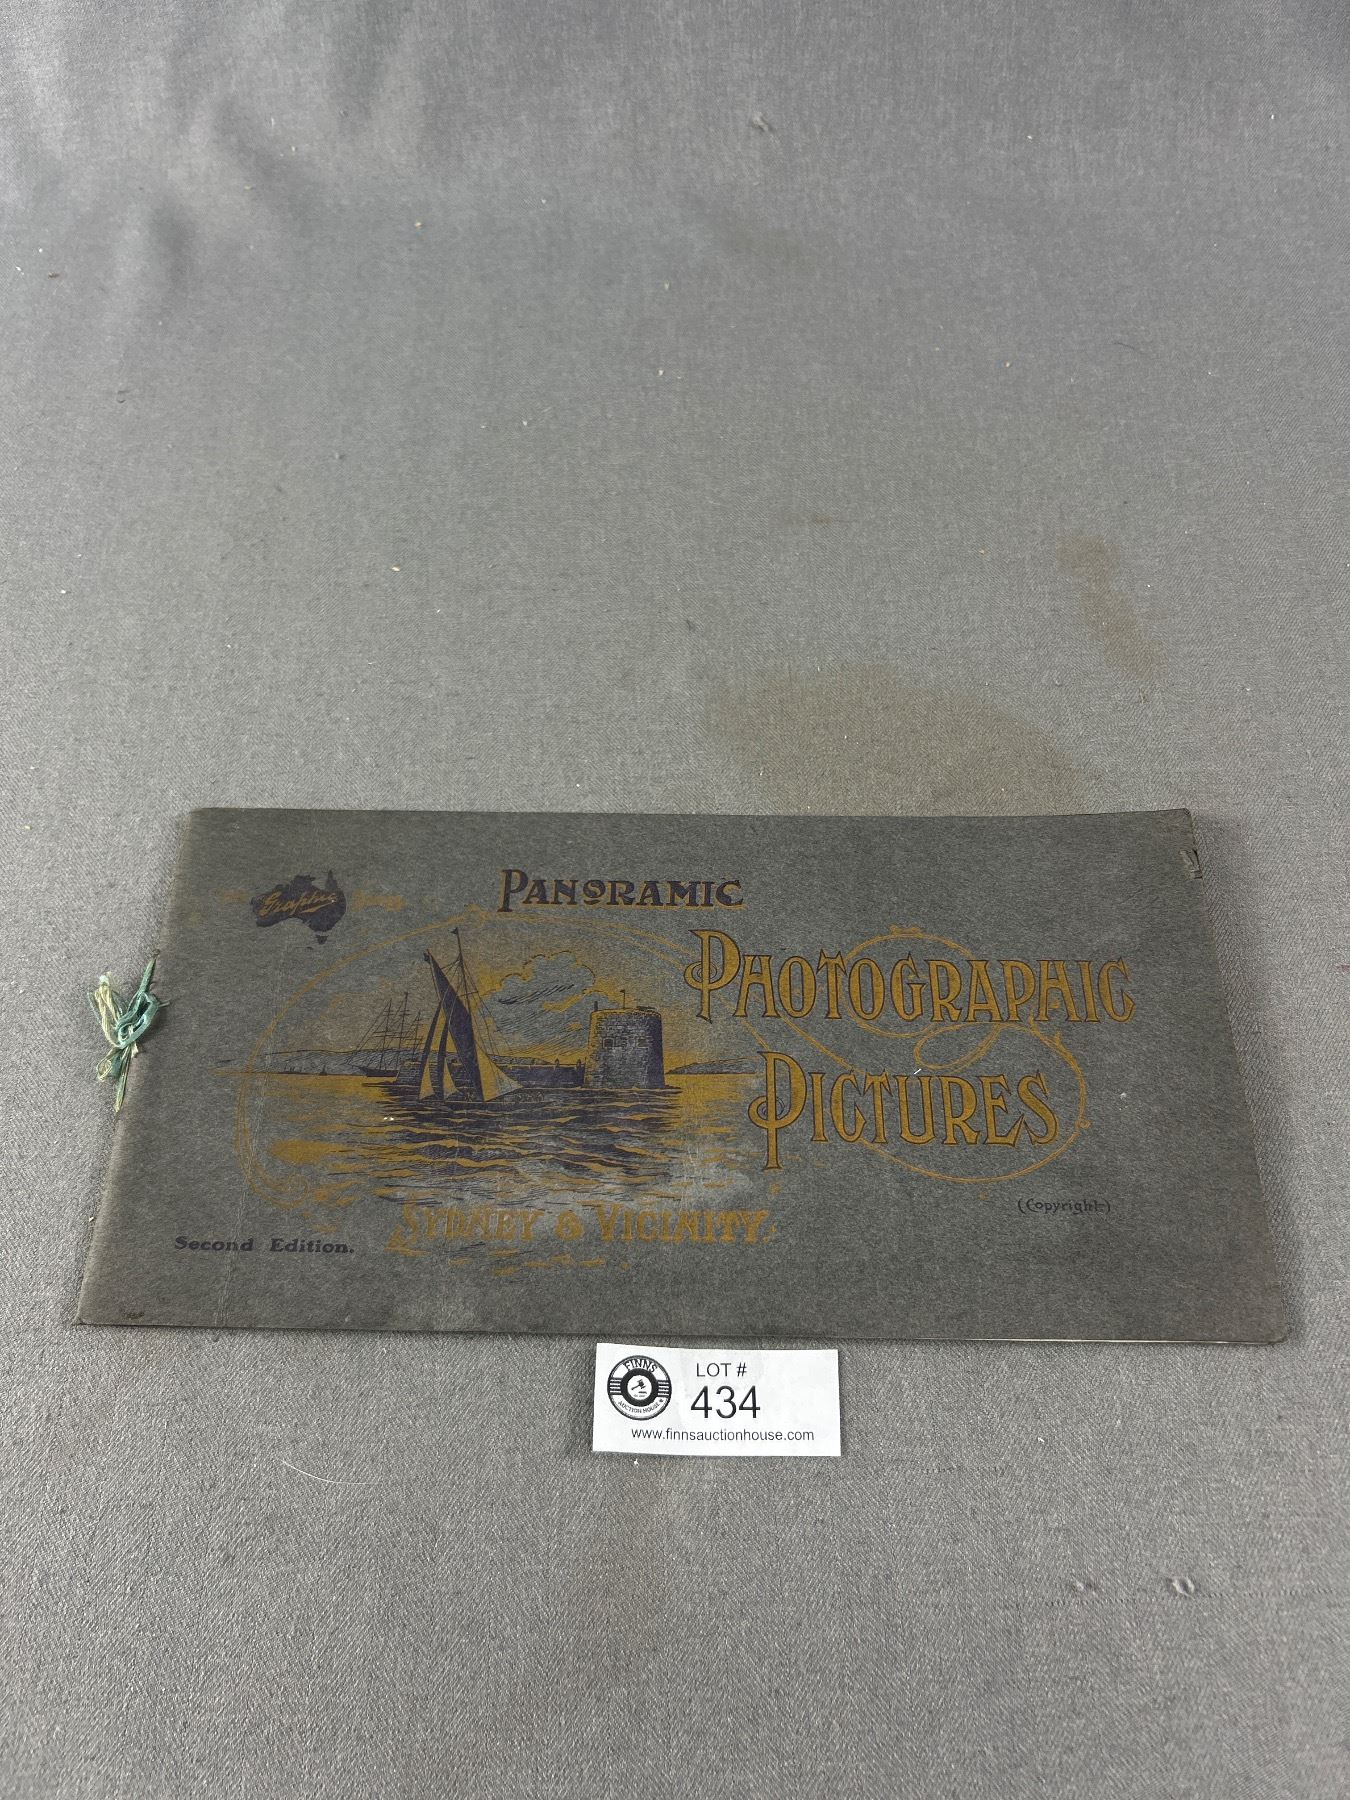 Graphic
PANORAMIC
PHOTOGRAPHIC
PICTURES
(Copyright)
SYDNEY & VICINITY.
Second Edition.
FINNS
AUCTION HOUSE
LOT #
434
www.finnsauctionhouse.com